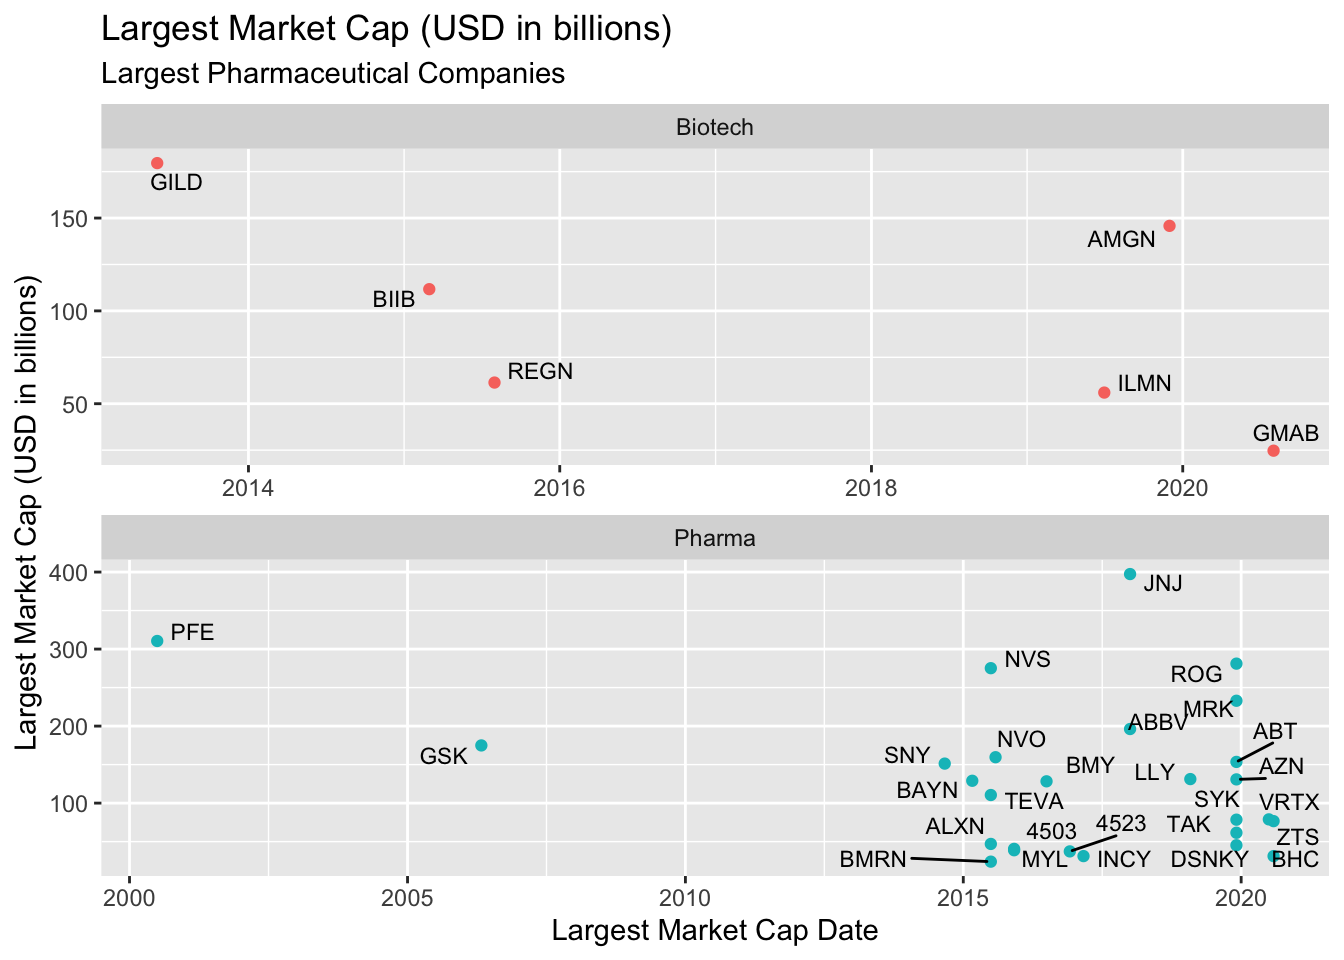 Largest Market Cap (USD in billions)
Largest Pharmaceutical Companies
Largest Market Cap (USD in billions)
Biotech
GILD
150
AMGN
BIIB
100
REGN
ILMN
50
GMAB
2014 2016 2018 2020
Pharma
400
JNJ
PFE
300
NVS
ROG
MRK
200
ABBV
ABT
NVO
GSK
SNY
BMY
LLY
AZN
BAYN
TEVA
SYK
VRTX
100
ALXN
4503
4523
TAK
ZTS
BMRN
MYL
INCY
DSNKY
BHC
2000 2005 2010 2015 2020
Largest Market Cap Date